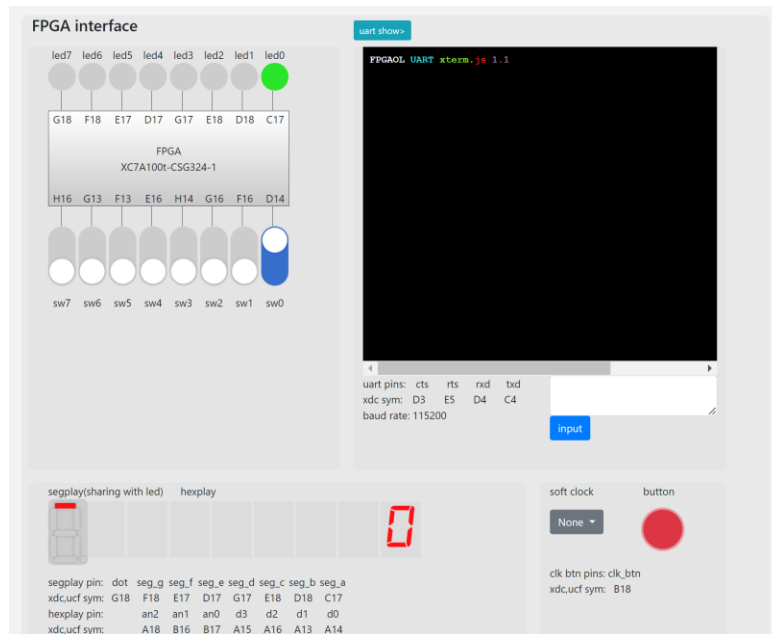 FPGA interface
uart show>
led7 led6 led5 led4 led3 led2 led1 led0
G18 F18 E17 D17 G17 E18 D18 C17
FPGA
XC7A100t-CSG324-1
H16 G13 F13 E16 H14 G16 F16 D14
sw7 sw6 sw5 sw4 sw3 sw2 sw1 sw0
FPGAOL UART xterm.js 1.1
uart pins: cts rts rxd txd
xdc sym: D3 E5 D4 C4
baud rate: 115200
input
segplay(sharing with led) hexplay
0
segplay pin: dot seg_g seg_f seg_e seg_d seg_c seg_b seg_a
xdc,ucf sym: G18 F18 E17 D17 G17 E18 D18 C17
hexplay pin: an2 an1 an0 d3 d2 d1 d0
xdc,ucf sym: A18 B16 B17 A15 A16 A13 A14
soft clock button
None
clk btn pins: clk_btn
xdc,ucf sym: B18